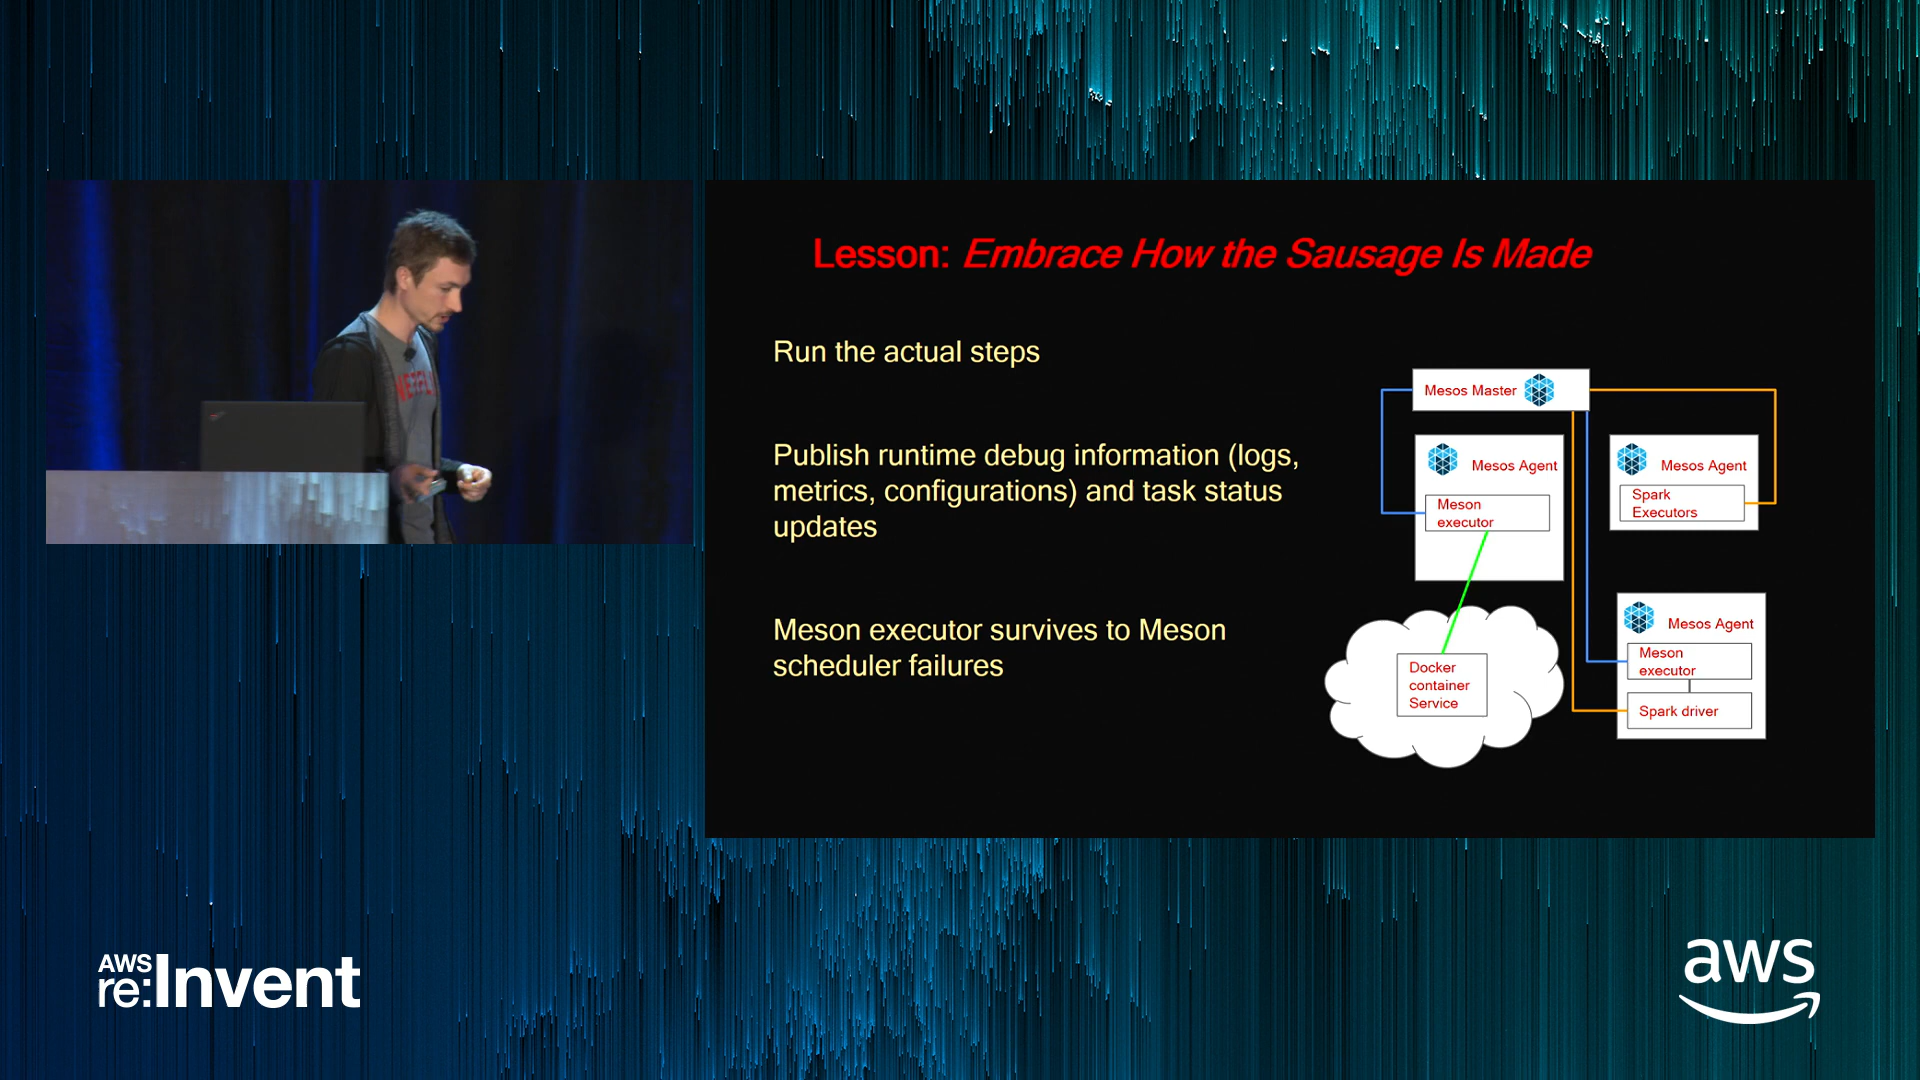 NETFLIX
Lesson: Embrace How the Sausage Is Made
Run the actual steps
Publish runtime debug information (logs,
metrics, configurations) and task status
updates
Meson executor survives to Meson
scheduler failures
Mesos Master
Mesos Agent
Meson
executor
Mesos Agent
Spark
Executors
Docker
container
Service
Mesos Agent
Meson
executor
Spark driver
AWS
re:Invent
aws